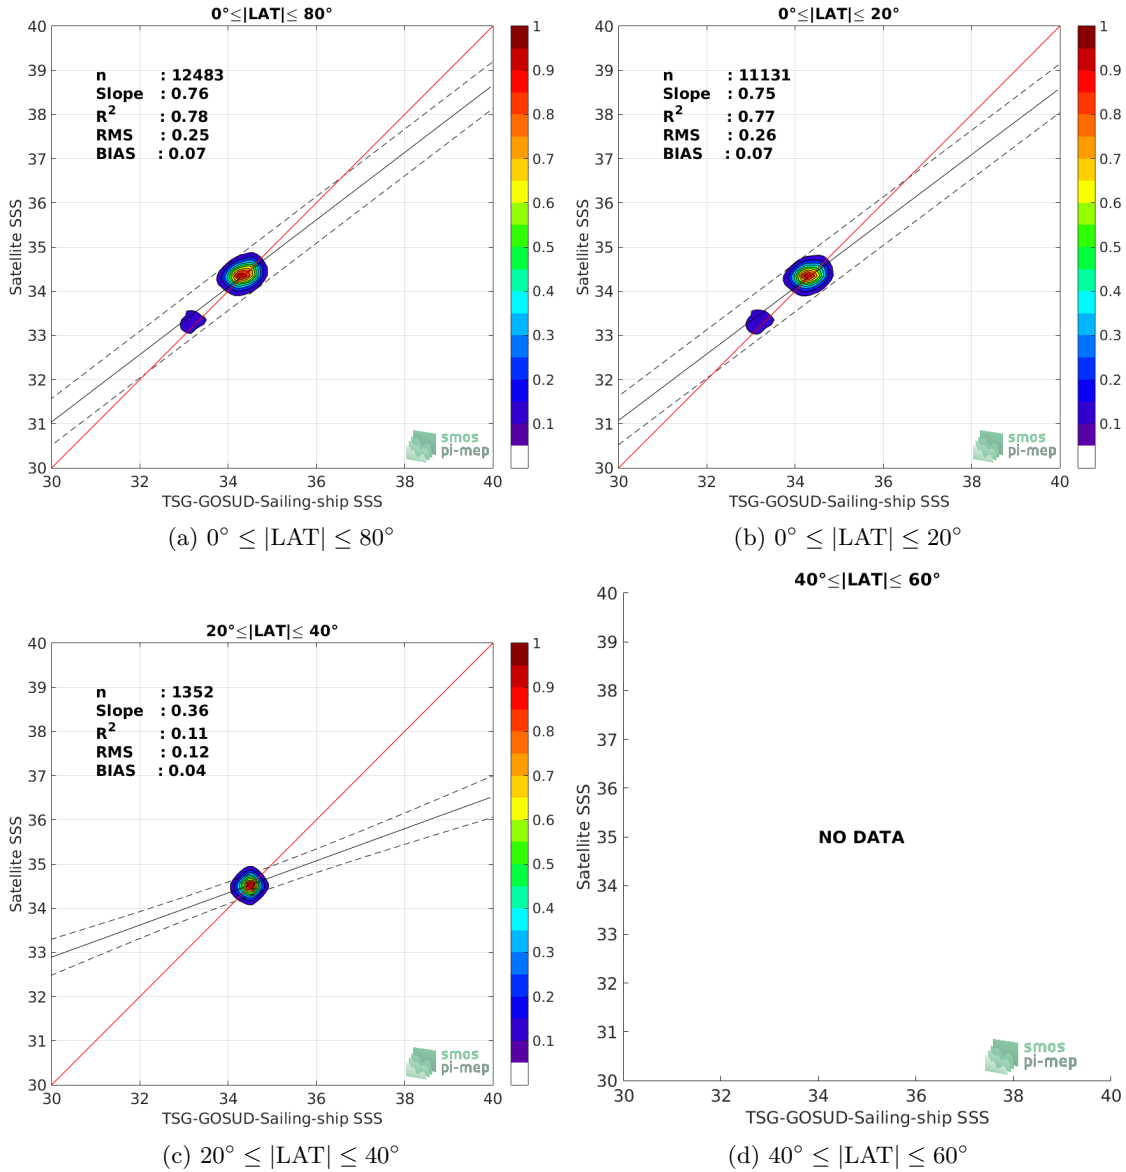 0°≤|LAT|≤ 80°
40
39
38
37
36
35
34
33
32
31
30
Satellite SSS
n : 12483
Slope : 0.76
R² : 0.78
RMS : 0.25
BIAS : 0.07
smos
pi-mep
30 32 34 36 38 40
TSG-GOSUD-Sailing-ship SSS
1
0.9
0.8
0.7
0.6
0.5
0.4
0.3
0.2
0.1
(a) 0° ≤ |LAT| ≤ 80°
0°≤|LAT|≤ 20°
40
39
38
37
36
35
34
33
32
31
30
Satellite SSS
n : 11131
Slope : 0.75
R² : 0.77
RMS : 0.26
BIAS : 0.07
smos
pi-mep
30 32 34 36 38 40
TSG-GOSUD-Sailing-ship SSS
1
0.9
0.8
0.7
0.6
0.5
0.4
0.3
0.2
0.1
(b) 0° ≤ |LAT| ≤ 20°
20°≤|LAT|≤ 40°
40
39
38
37
36
35
34
33
32
31
30
Satellite SSS
n : 1352
Slope : 0.36
R² : 0.11
RMS : 0.12
BIAS : 0.04
smos
pi-mep
30 32 34 36 38 40
TSG-GOSUD-Sailing-ship SSS
1
0.9
0.8
0.7
0.6
0.5
0.4
0.3
0.2
0.1
(c) 20° ≤ |LAT| ≤ 40°
40°≤|LAT|≤ 60°
40
39
38
37
36
35
34
33
32
31
30
Satellite SSS
NO DATA
smos
pi-mep
30 32 34 36 38 40
TSG-GOSUD-Sailing-ship SSS
(d) 40° ≤ |LAT| ≤ 60°